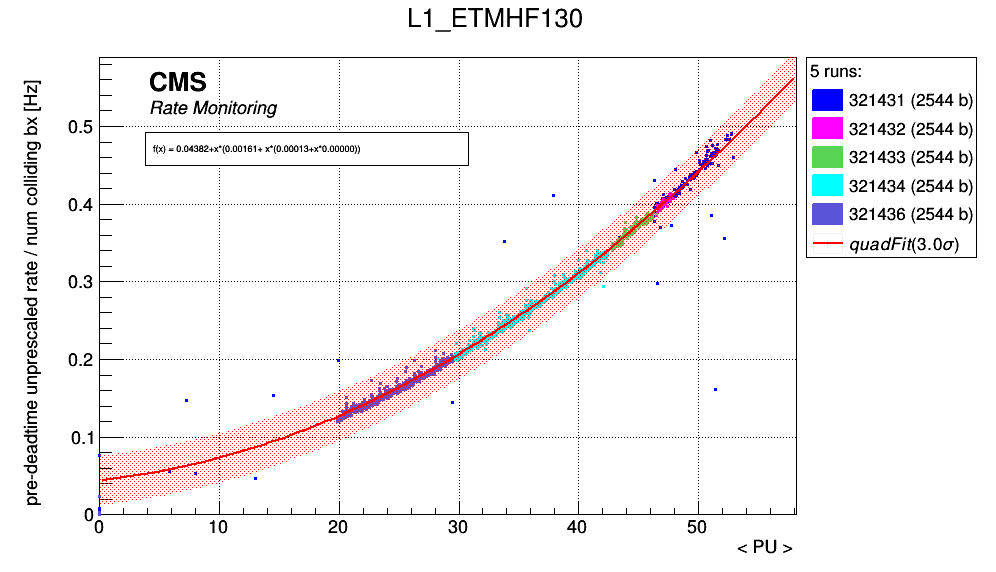 L1_ETMHF130
CMS
Rate Monitoring
f(x) = 0.04382+x*(0.00161+ x*(0.00013+x*0.00000))
pre-deadtime unprescaled rate / num colliding bx [Hz]
0.5
0.4
0.3
0.2
0.1
0
0 10 20 30 40 50
< PU >
5 runs:
321431 (2544 b)
321432 (2544 b)
321433 (2544 b)
321434 (2544 b)
321436 (2544 b)
quadFit(3.0σ)